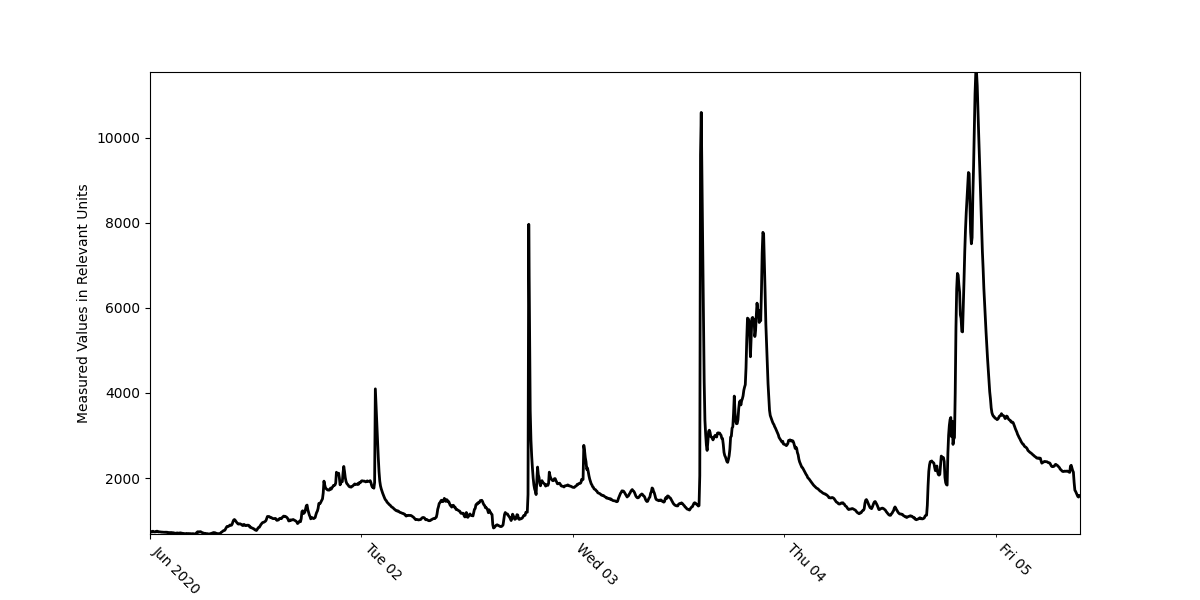 10000
8000
6000
4000
2000
Measured Values in Relevant Units
Jun 2020
Tue 02
Wed 03
Thu 04
Fri 05